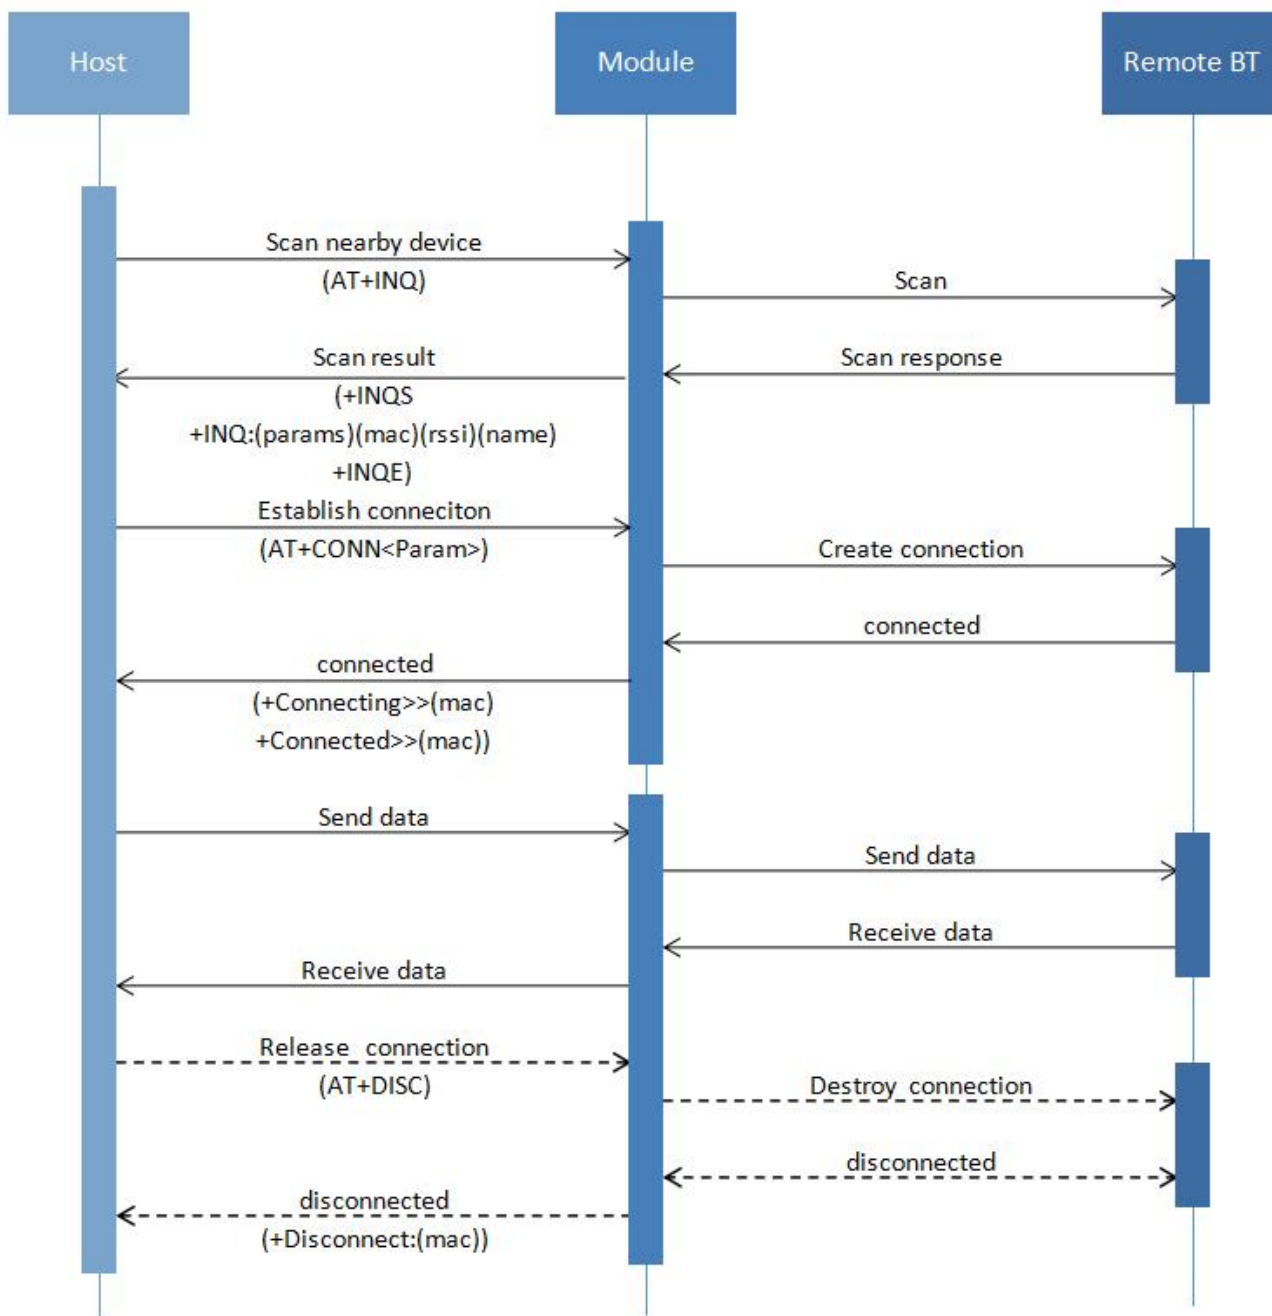 Host
Module
Remote BT
Scan nearby device
(AT+INQ)
Scan
Scan result
Scan response
(+INQS
+INQ:(params)(mac)(rssi)(name)
+INQE)
Establish conneciton
(AT+CONN<Param>)
Create connection
connected
connected
(+Connecting>>(mac)
+Connected>>(mac))
Send data
Send data
Receive data
Receive data
Release connection
(AT+DISC)
Destroy connection
disconnected
disconnected
(+Disconnect:(mac))